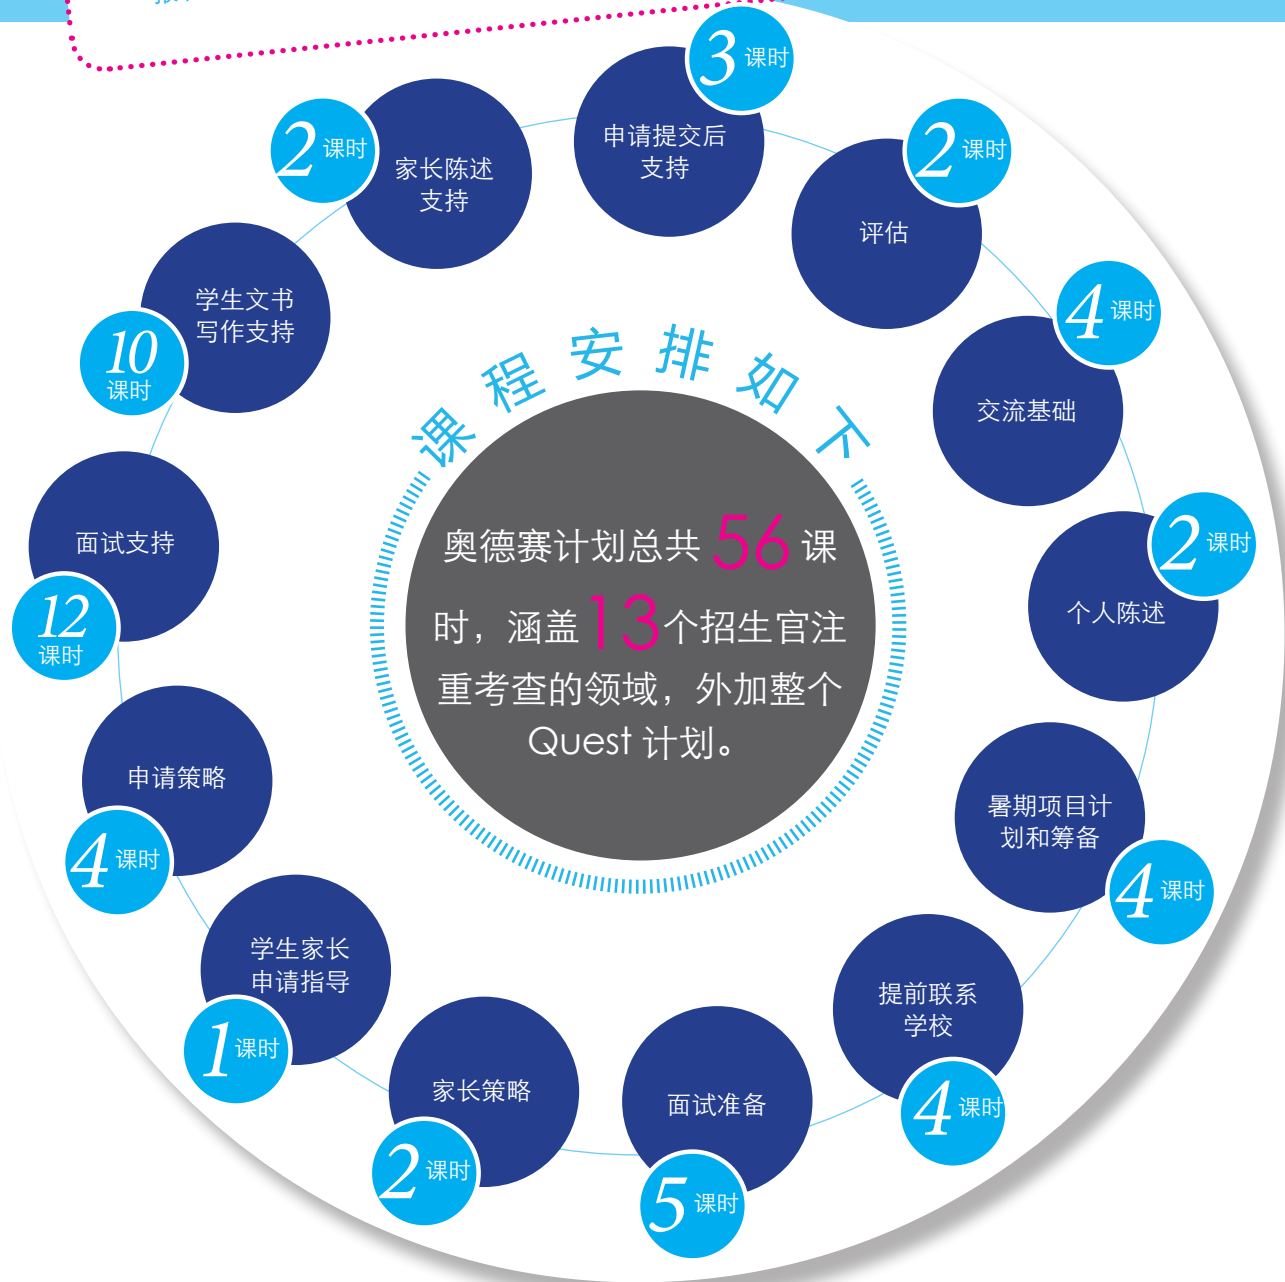 课程安排如下
奥德赛计划总共 56 课
时，涵盖13个招生官注
重考查的领域，外加整个
Quest 计划。
申请提交后
支持
3 课时
评估
2 课时
交流基础
4 课时
个人陈述
2 课时
暑期项目计
划和筹备
4 课时
提前联系
学校
4 课时
面试准备
5 课时
家长策略
2 课时
学生家长
申请指导
1 课时
申请策略
4 课时
面试支持
12
课时
学生文书
写作支持
10
课时
家长陈述
支持
2 课时